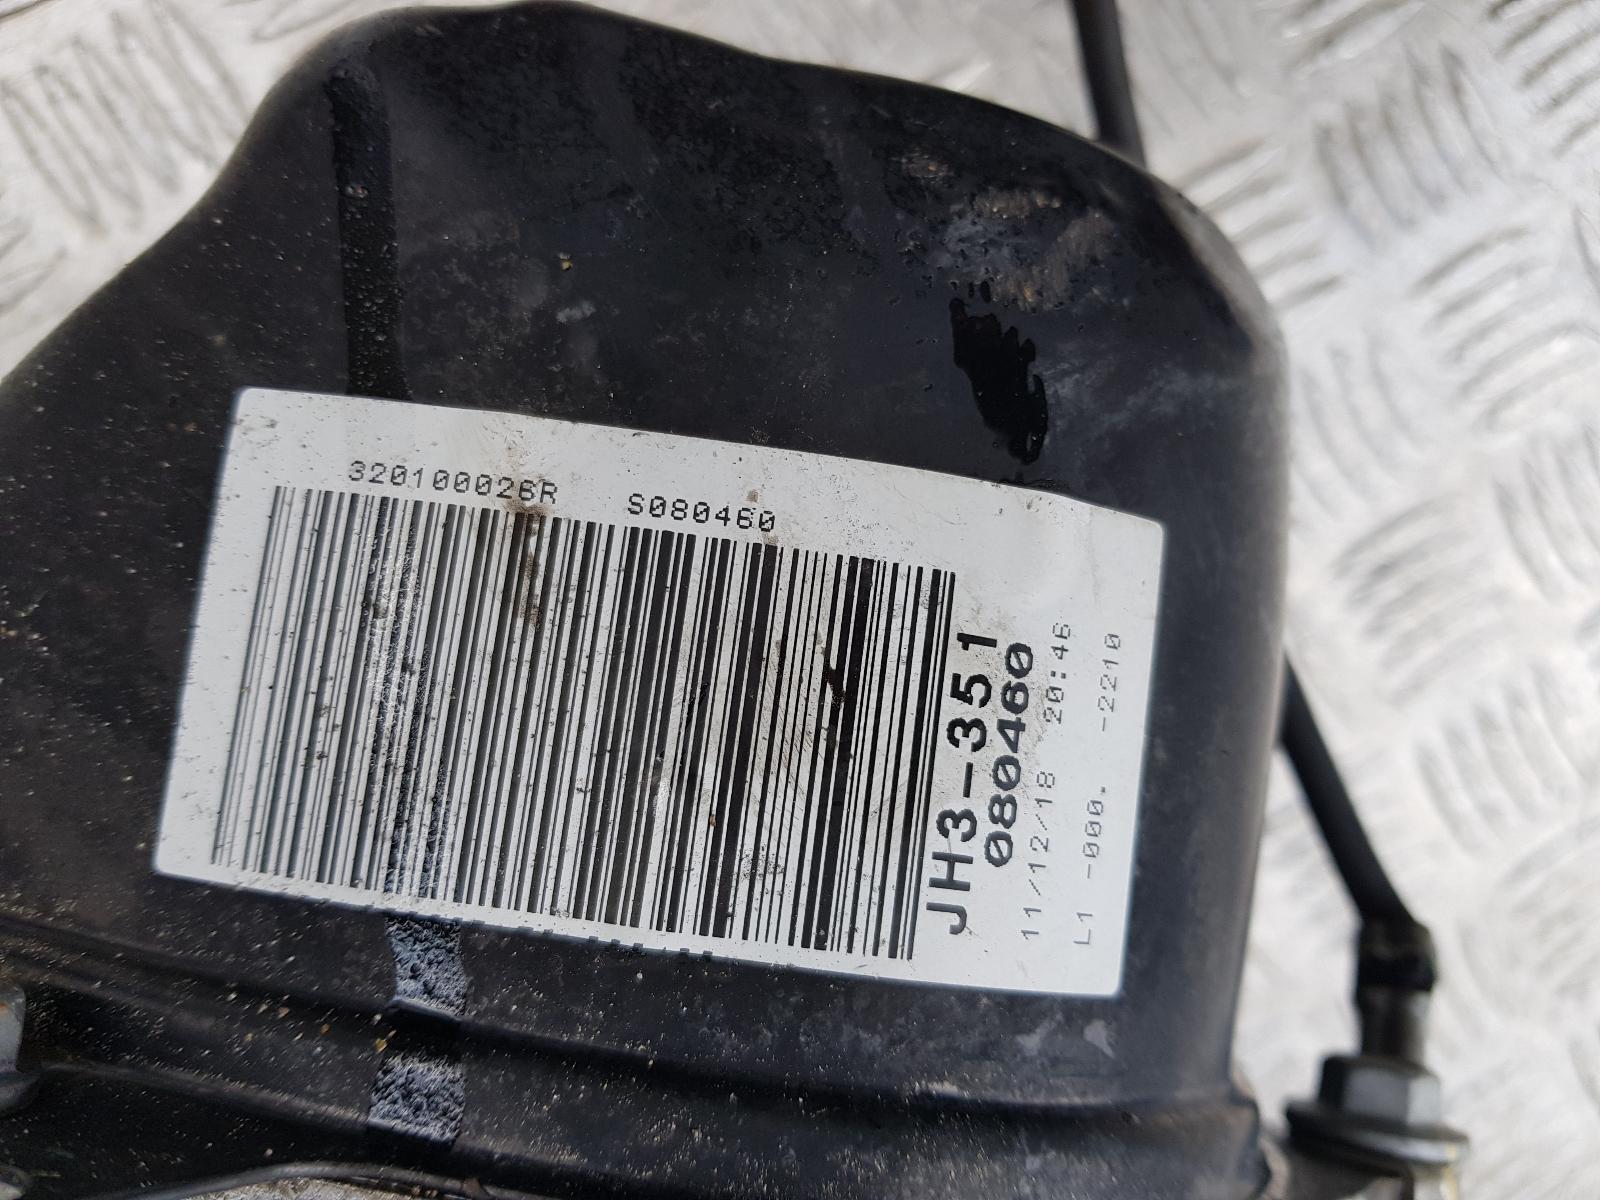 320100026R S080460
JH3-351
080460
11/12/18 20:46
L1 -000. -2210